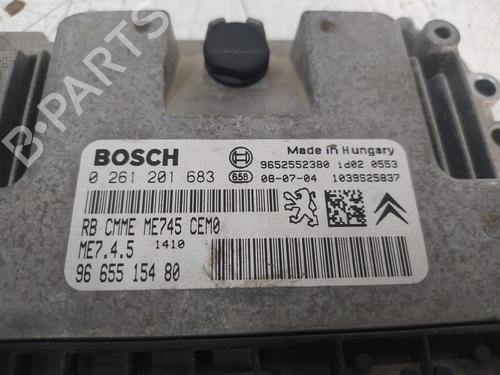 B-PARTS
BOSCH
Made in Hungary
9652552380 id02 0553
0 261 201 683
658 08-07-04 1039S25837
RB CMME ME745 CEM0
ME7.4.5 1410
96 655 154 80